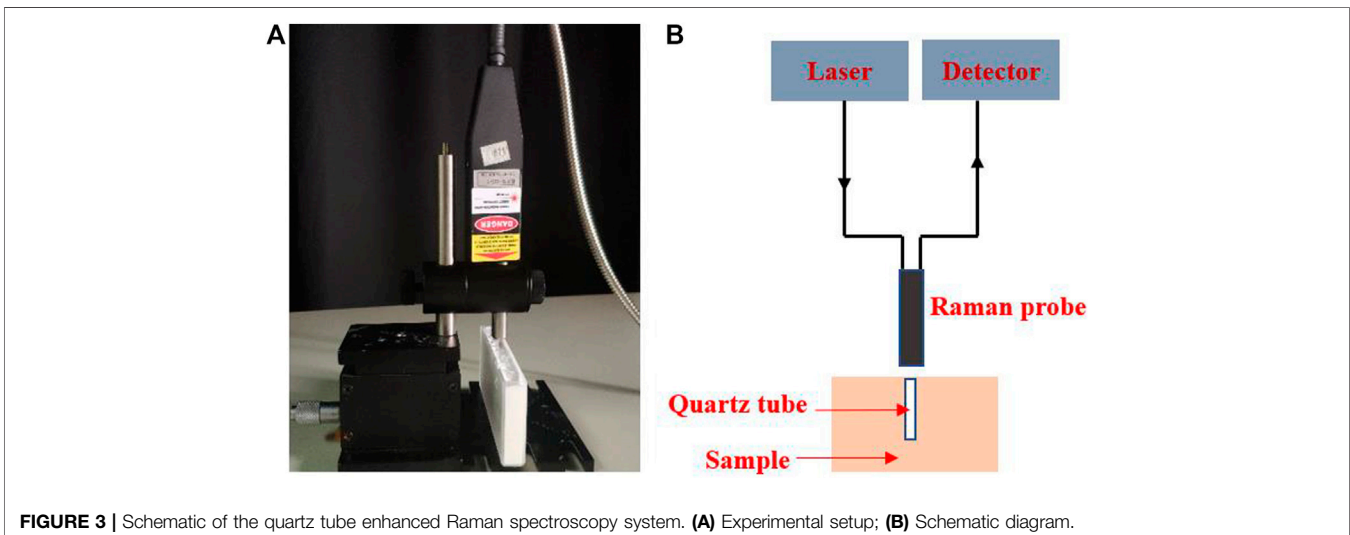 A
B
Laser
Detector
DANGER
Raman probe
Quartz tube
Sample
FIGURE 3 | Schematic of the quartz tube enhanced Raman spectroscopy system. (A) Experimental setup; (B) Schematic diagram.